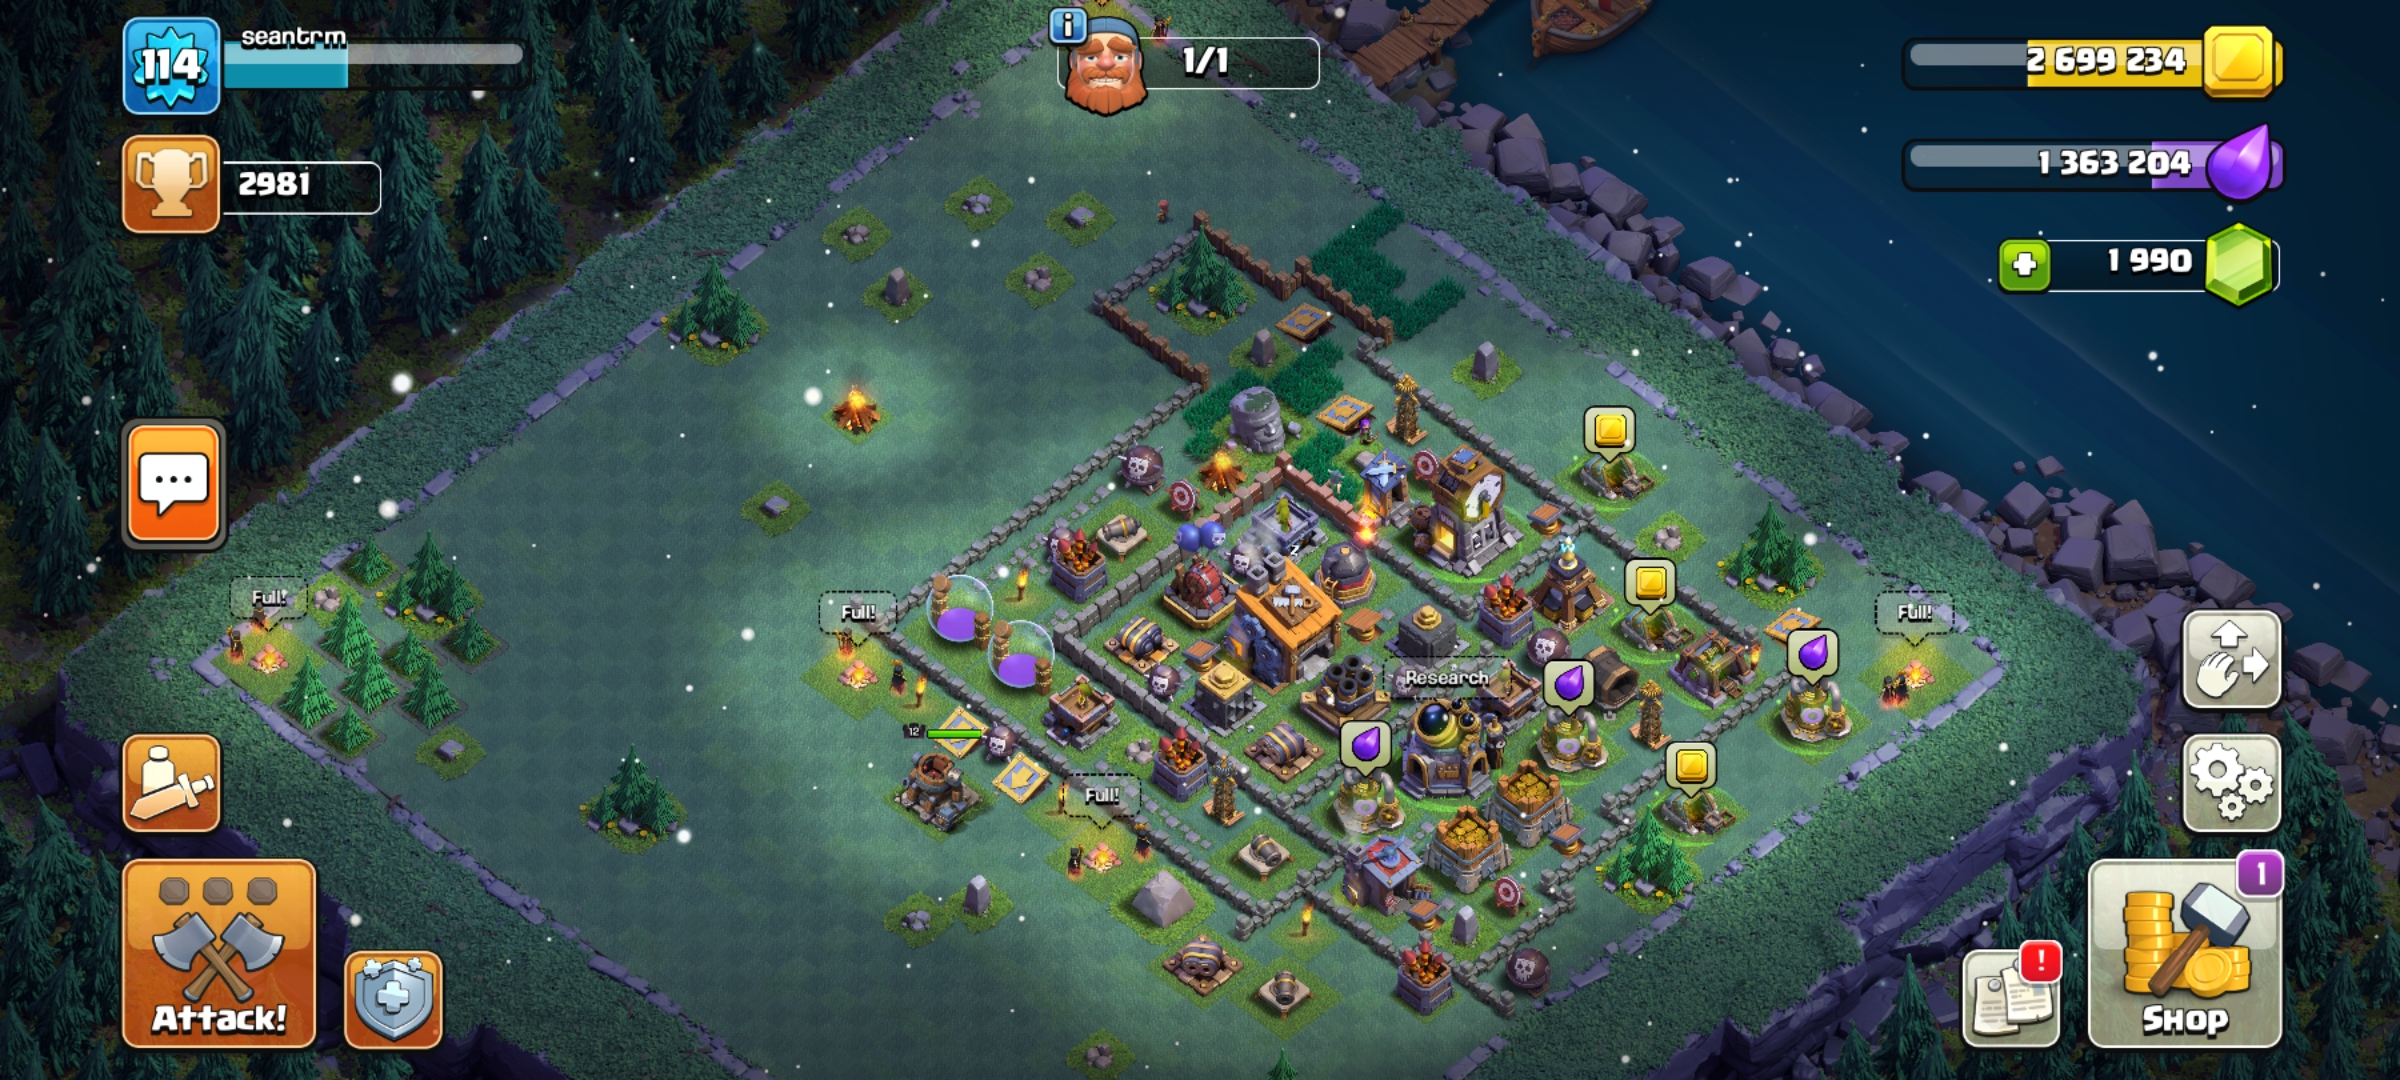 114
seantrm
1/1
2 699 234
2981
1 363 204
1 990
Full!
Full!
Full!
Research
12
Full!
1
Attack!
!
Shop